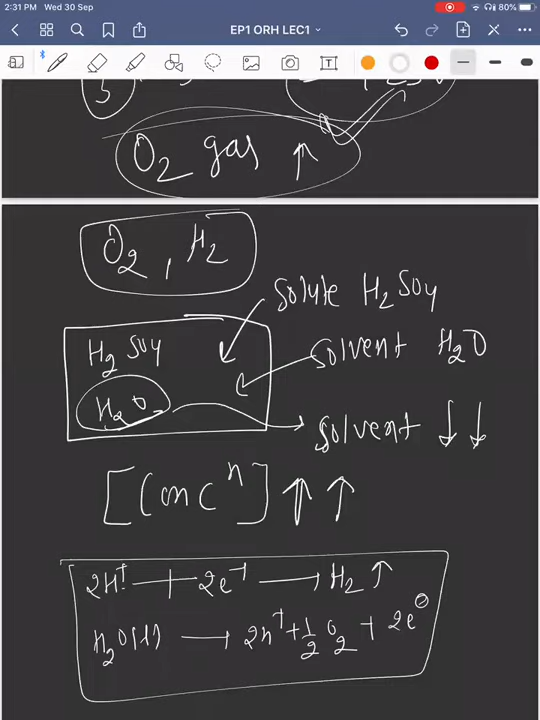 2:31 PM Wed 30 Sep
80%
EP1 ORH LEC1
O2 gas ↑
O2, H2
Solute H2SO4
H2SO4
Solvent H2O
H2O
Solvent ↓↓
[Conc^n] ↑↑
2H+ + 2e- → H2↑
H2O(l) → 2H+ + 1/2 O2 + 2e⊖